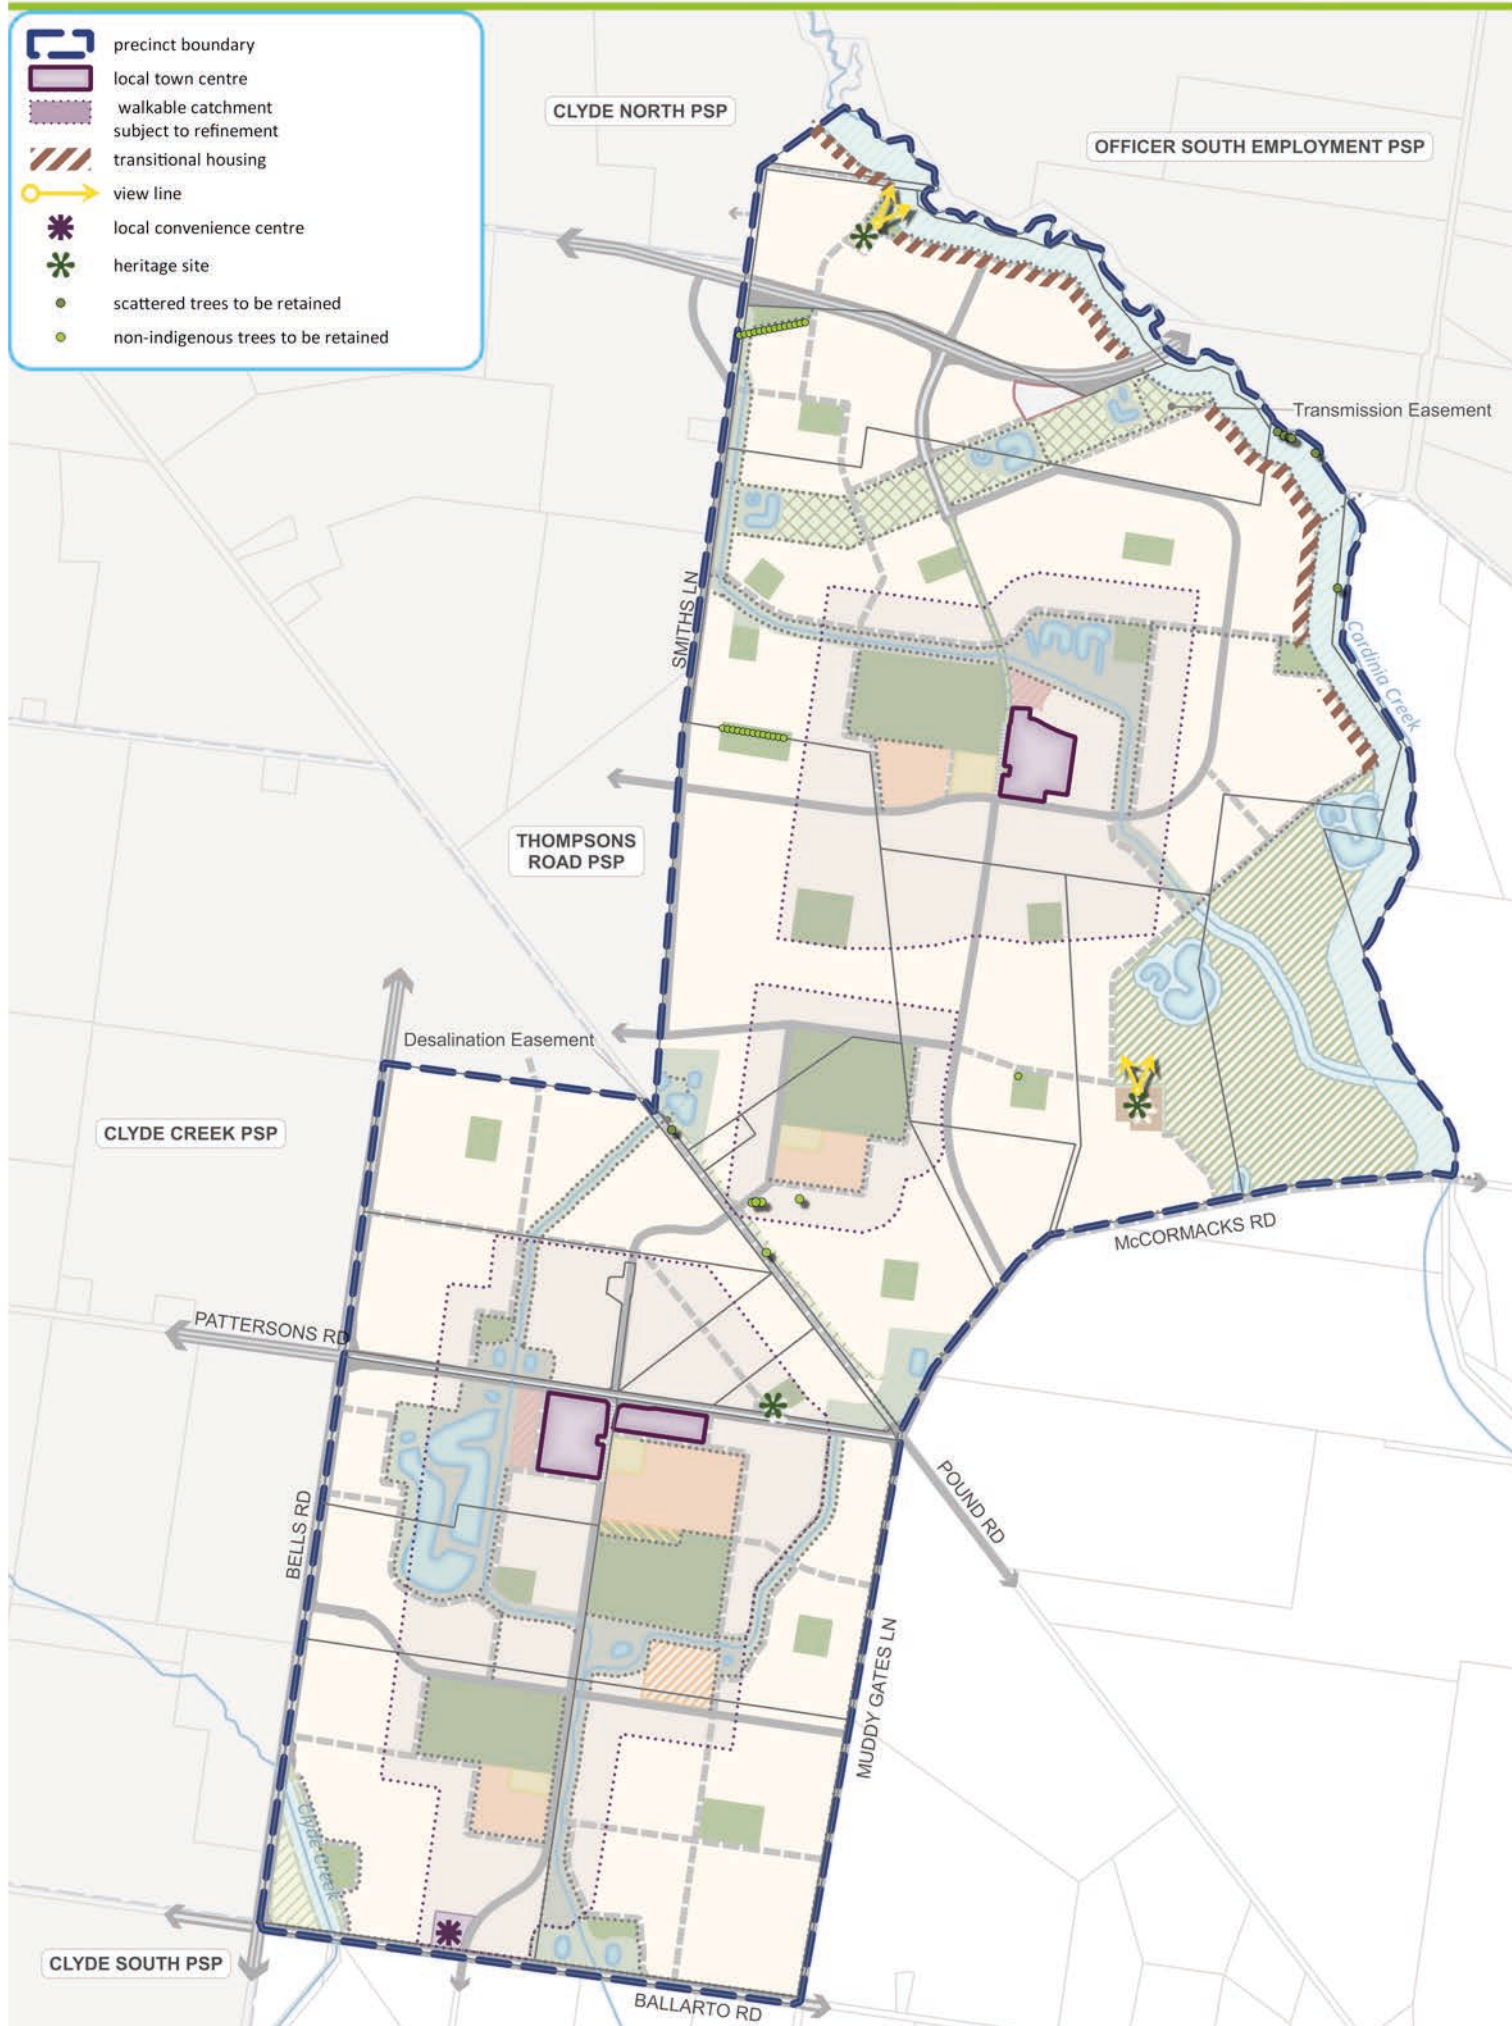 precinct boundary
local town centre
walkable catchment
subject to refinement
transitional housing
view line
local convenience centre
heritage site
scattered trees to be retained
non-indigenous trees to be retained
CLYDE NORTH PSP
OFFICER SOUTH EMPLOYMENT PSP
Transmission Easement
SMITHS LN
Cardinia Creek
THOMPSONS
ROAD PSP
Desalination Easement
CLYDE CREEK PSP
McCORMACKS RD
PATTERSONS RD
BELLS RD
POUND RD
MUDDY GATES LN
Clyde Creek
CLYDE SOUTH PSP
BALLARTO RD